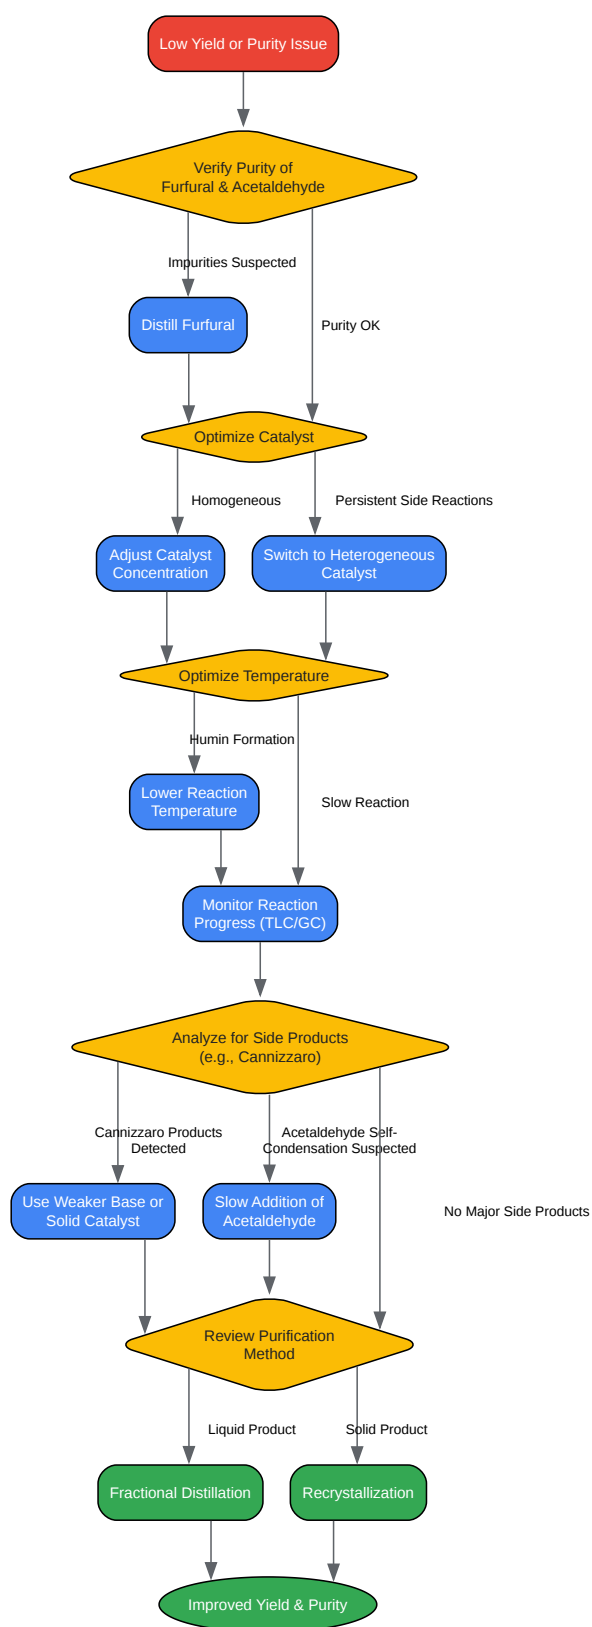 Low Yield or Purity Issue
Verify Purity of
Furfural & Acetaldehyde
Impurities Suspected
Distill Furfural
Purity OK
Optimize Catalyst
Homogeneous
Persistent Side Reactions
Adjust Catalyst
Concentration
Switch to Heterogeneous
Catalyst
Optimize Temperature
Humin Formation
Lower Reaction
Temperature
Slow Reaction
Monitor Reaction
Progress (TLC/GC)
Analyze for Side Products
(e.g., Cannizzaro)
Cannizzaro Products
Detected
Acetaldehyde Self-
Condensation Suspected
Use Weaker Base or
Solid Catalyst
Slow Addition of
Acetaldehyde
No Major Side Products
Review Purification
Method
Liquid Product
Solid Product
Fractional Distillation
Recrystallization
Improved Yield & Purity